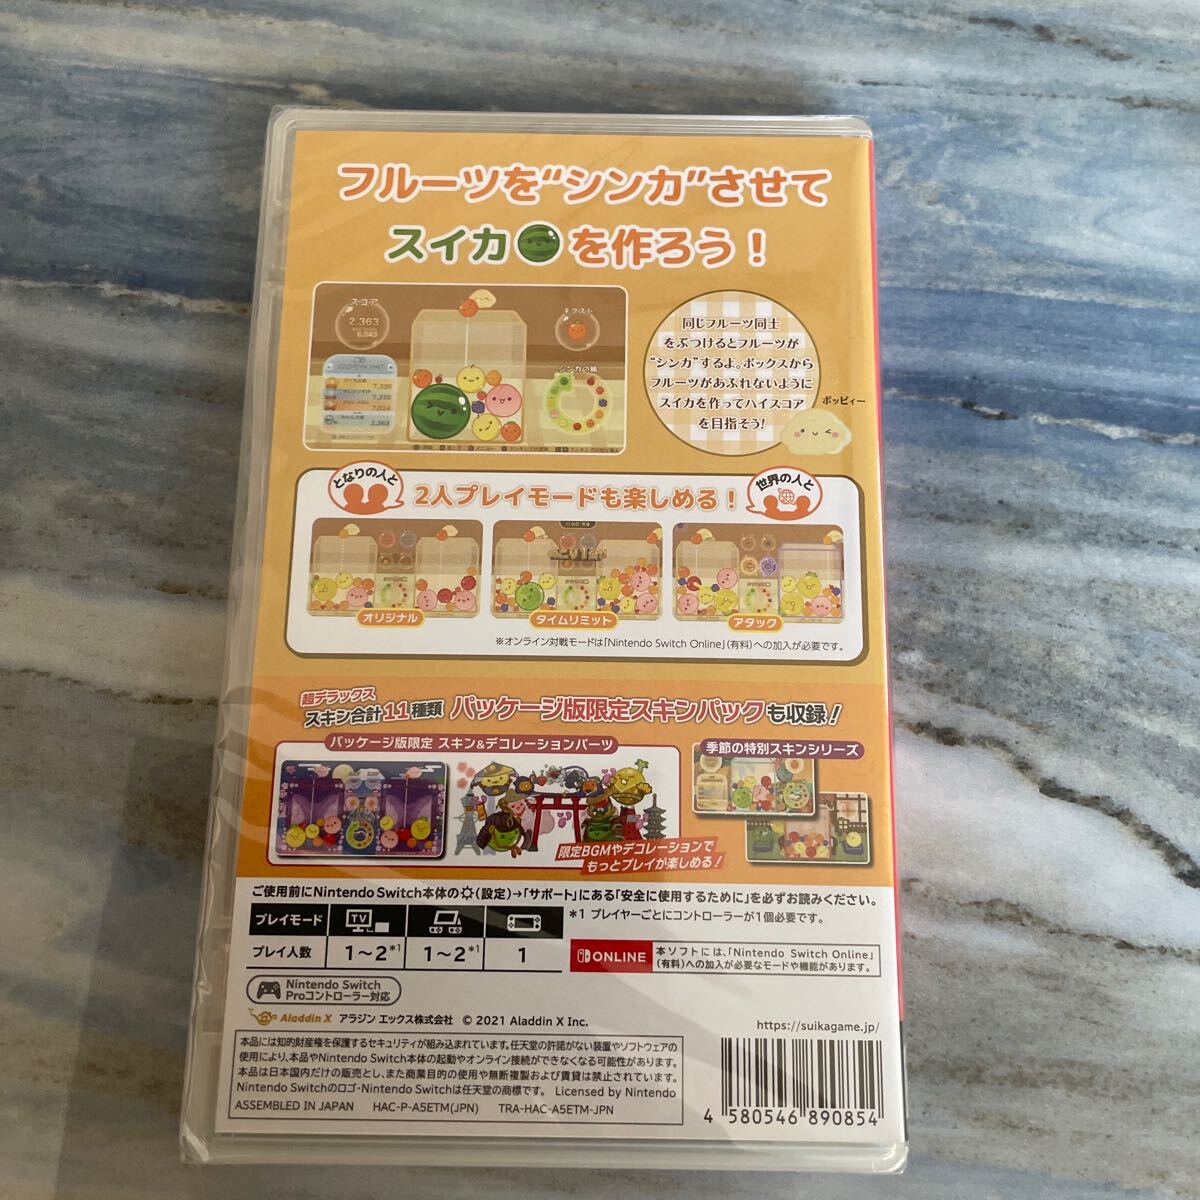 フルーツを“シンカ”させて
スイカを作ろう！
スコア
2,363
6,043
ネクスト
シンカの輪
7,320
7,310
7,024
2,363
同じフルーツ同士
をぶつけるとフルーツが
“シンカ”するよ。ボックスから
フルーツがあふれないように
スイカを作ってハイスコア
を目指そう！
ポッピィー
となりの人と
2人プレイモードも楽しめる！
世界の人と
オリジナル
タイムリミット
アタック
※オンライン対戦モードは「Nintendo Switch Online」(有料)への加入が必要です。
超デラックス
スキン合計11種類 パッケージ版限定スキンパックも収録！
パッケージ版限定 スキン&デコレーションパーツ
季節の特別スキンシリーズ
限定BGMやデコレーションで
もっとプレイが楽しめる！
ご使用前にNintendo Switch本体の(設定)→「サポート」にある「安全に使用するために」を必ずお読みください。
プレイモード TV
*1 プレイヤーごとにコントローラーが1個必要です。
プレイ人数 1～2*1 1～2*1 1
ONLINE
本ソフトには、「Nintendo Switch Online」
(有料)への加入が必要なモードや機能があります。
Nintendo Switch
Proコントローラー対応
Aladdin X アラジン エックス株式会社 © 2021 Aladdin X Inc.
https://suikagame.jp/
本品には知的財産権を保護するセキュリティが組み込まれています。任天堂の許諾がない装置やソフトウェアの
使用により、本品やNintendo Switch本体の起動やオンライン接続ができなくなる可能性があります。
本品は日本国内だけの販売とし、また商業目的の使用や無断複製および賃貸は禁止されています。
Nintendo Switchのロゴ・Nintendo Switchは任天堂の商標です。 Licensed by Nintendo
ASSEMBLED IN JAPAN HAC-P-A5ETM(JPN) TRA-HAC-A5ETM-JPN
4 580546 890854